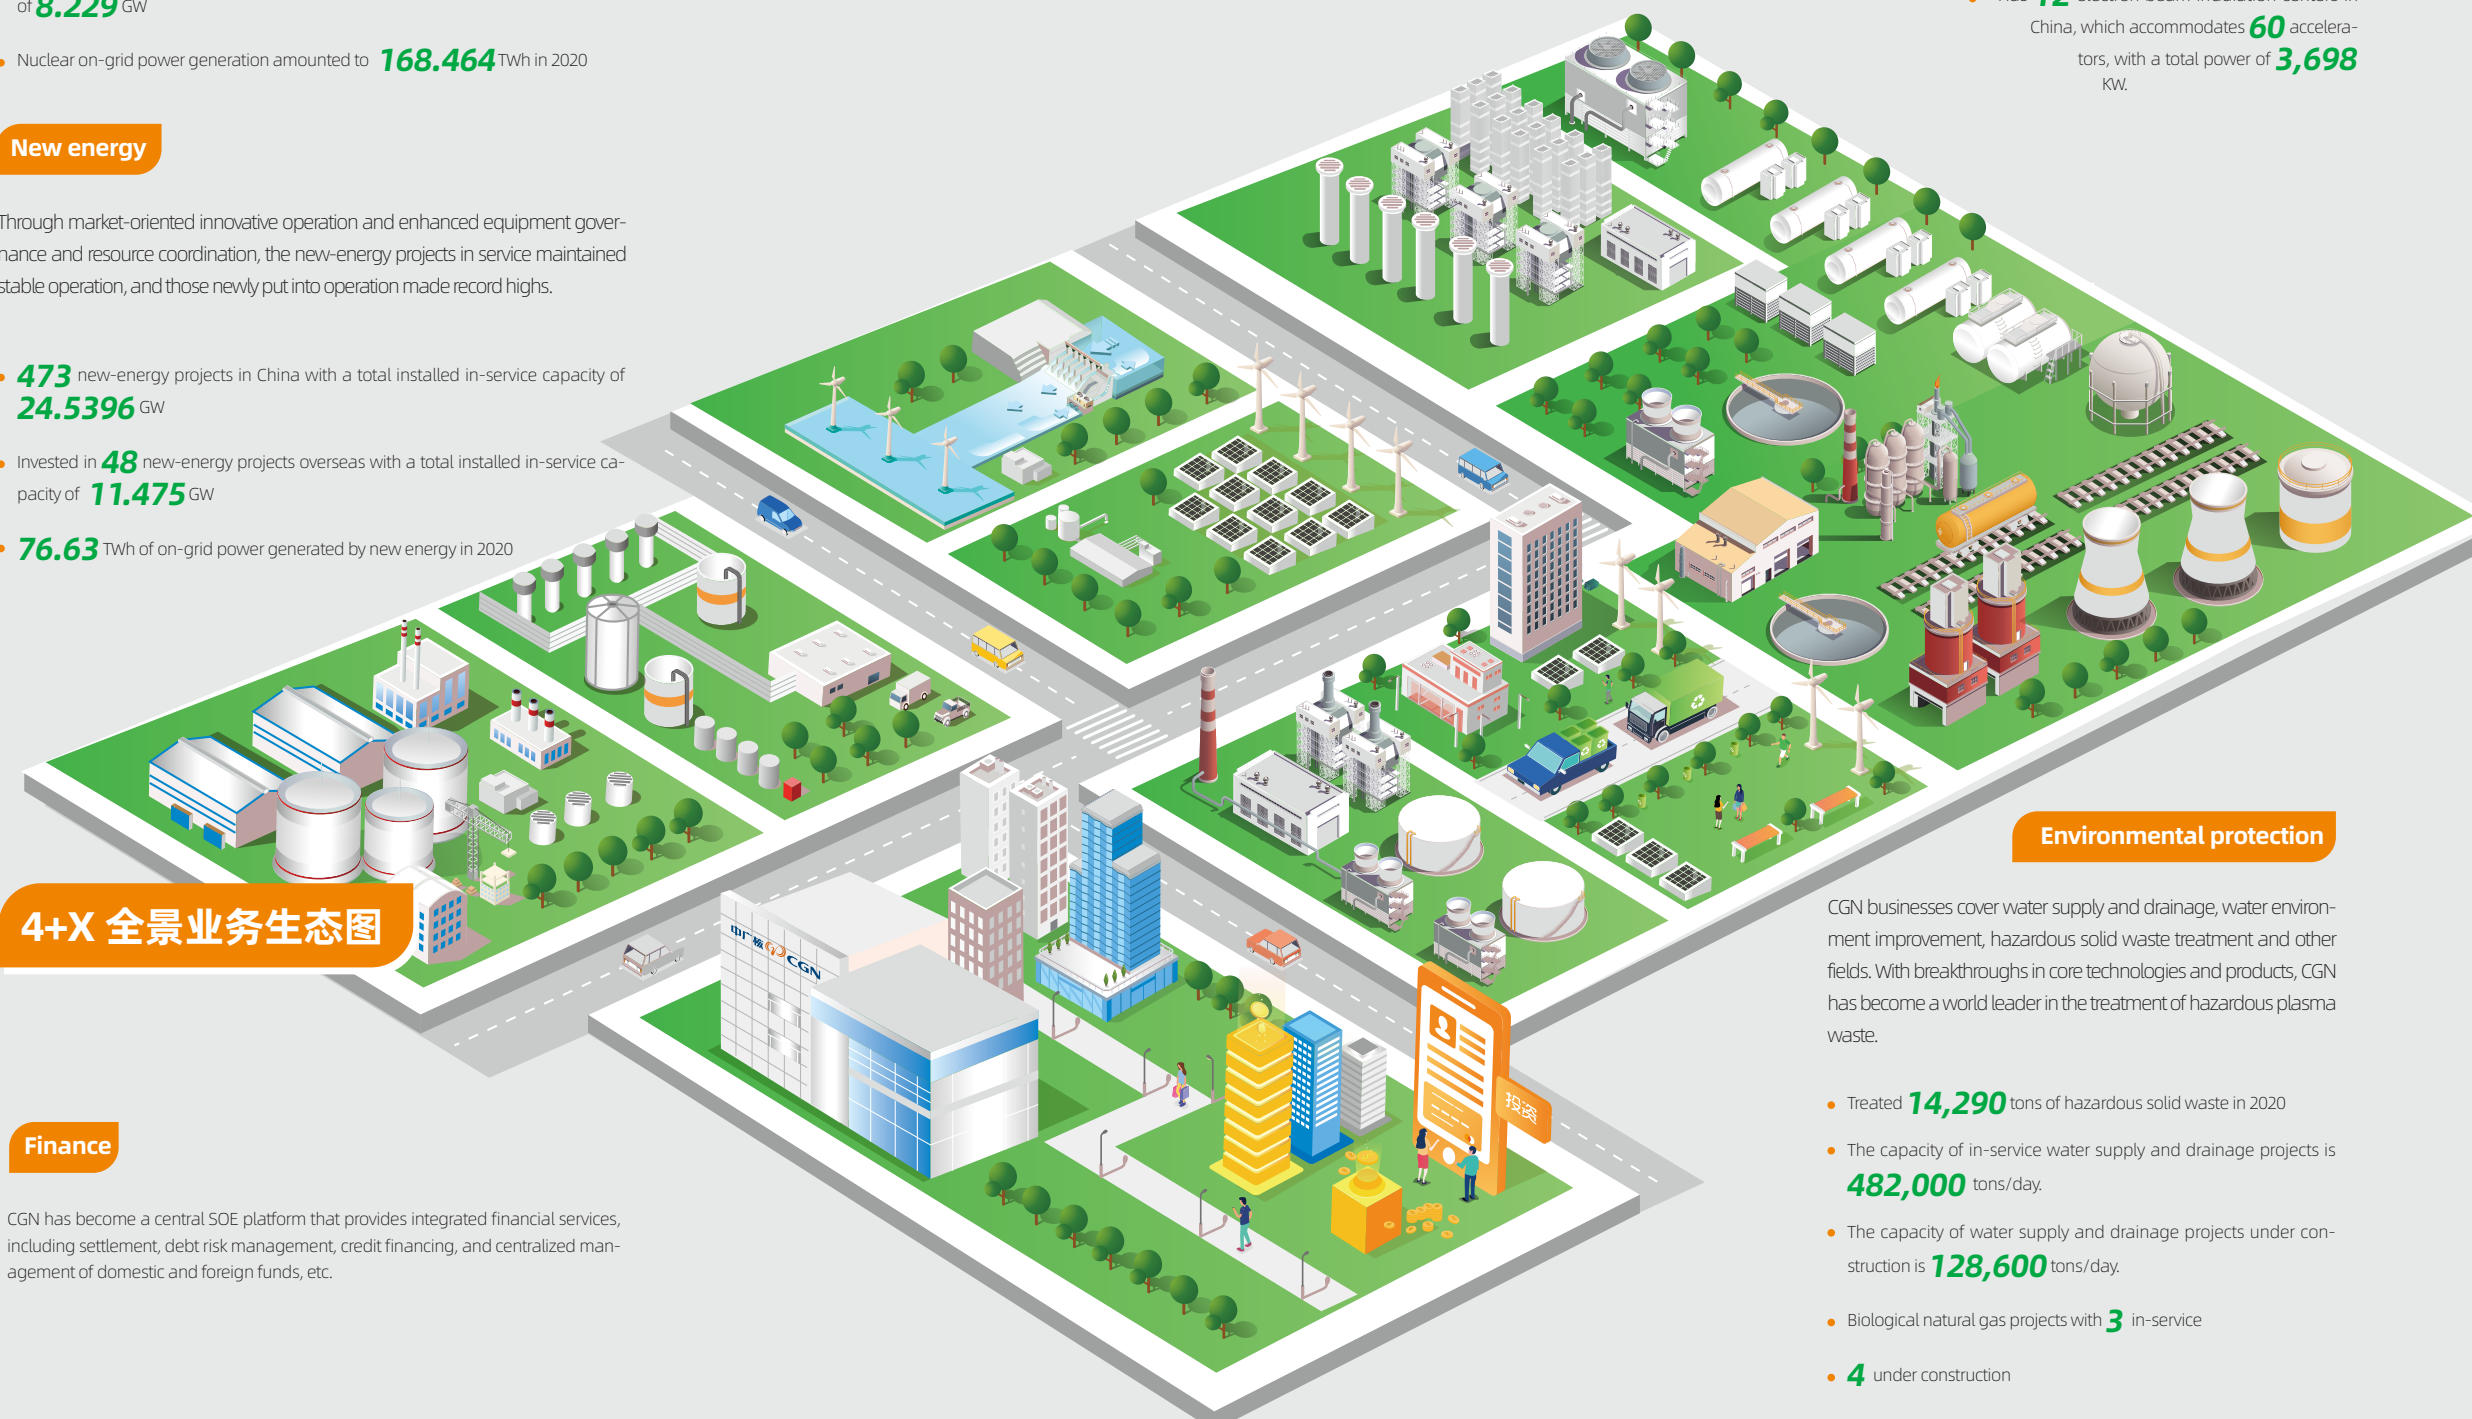 of 8.229 GW
Nuclear on-grid power generation amounted to 168.464 TWh in 2020
New energy
Through market-oriented innovative operation and enhanced equipment gover-
nance and resource coordination, the new-energy projects in service maintained
stable operation, and those newly put into operation made record highs.
473 new-energy projects in China with a total installed in-service capacity of
24.5396 GW
Invested in 48 new-energy projects overseas with a total installed in-service ca-
pacity of 11.475 GW
76.63 TWh of on-grid power generated by new energy in 2020
4+X 全景业务生态图
Finance
CGN has become a central SOE platform that provides integrated financial services,
including settlement, debt risk management, credit financing, and centralized man-
agement of domestic and foreign funds, etc.
中广核 CGN
投资
12 electron beam irradiation centers in
China, which accommodates 60 accelera-
tors, with a total power of 3,698
KW.
Environmental protection
CGN businesses cover water supply and drainage, water environ-
ment improvement, hazardous solid waste treatment and other
fields. With breakthroughs in core technologies and products, CGN
has become a world leader in the treatment of hazardous plasma
waste.
Treated 14,290 tons of hazardous solid waste in 2020
The capacity of in-service water supply and drainage projects is
482,000 tons/day.
The capacity of water supply and drainage projects under con-
struction is 128,600 tons/day.
Biological natural gas projects with 3 in-service
4 under construction